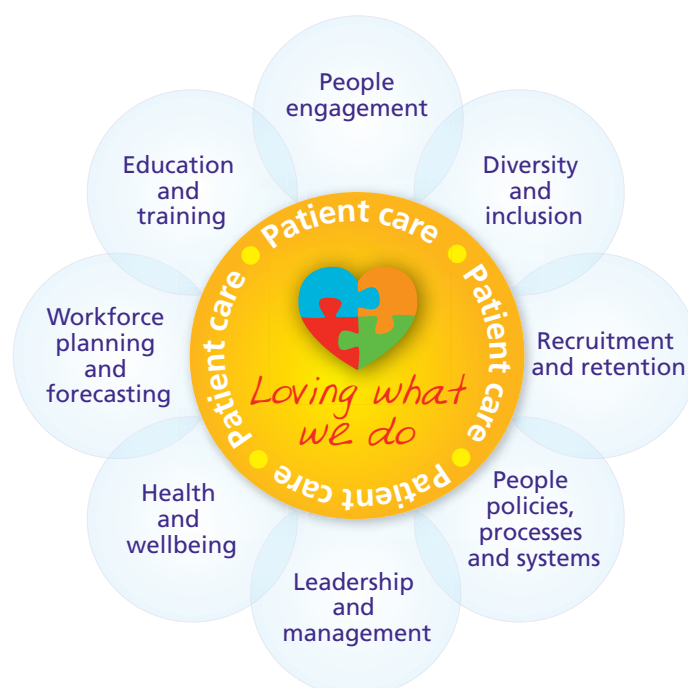 People
engagement
Diversity
and
inclusion
Recruitment
and retention
People
policies,
processes
and systems
Leadership
and
management
Health
and
wellbeing
Workforce
planning
and
forecasting
Education
and
training
Patient care
Patient care
Patient care
Patient care
Loving what
we do